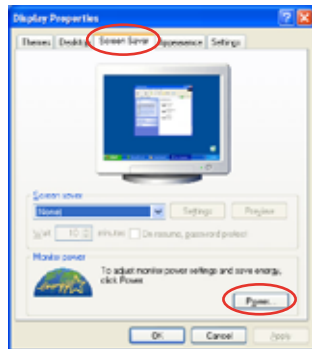 Display Properties
Themes Desktop Screen Saver Appearance Settings
Screen saver
(None) Settings Preview
Wait 10 minutes On resume, password protect
Monitor power
To adjust monitor power settings and save energy,
click Power.
Power...
OK Cancel Apply